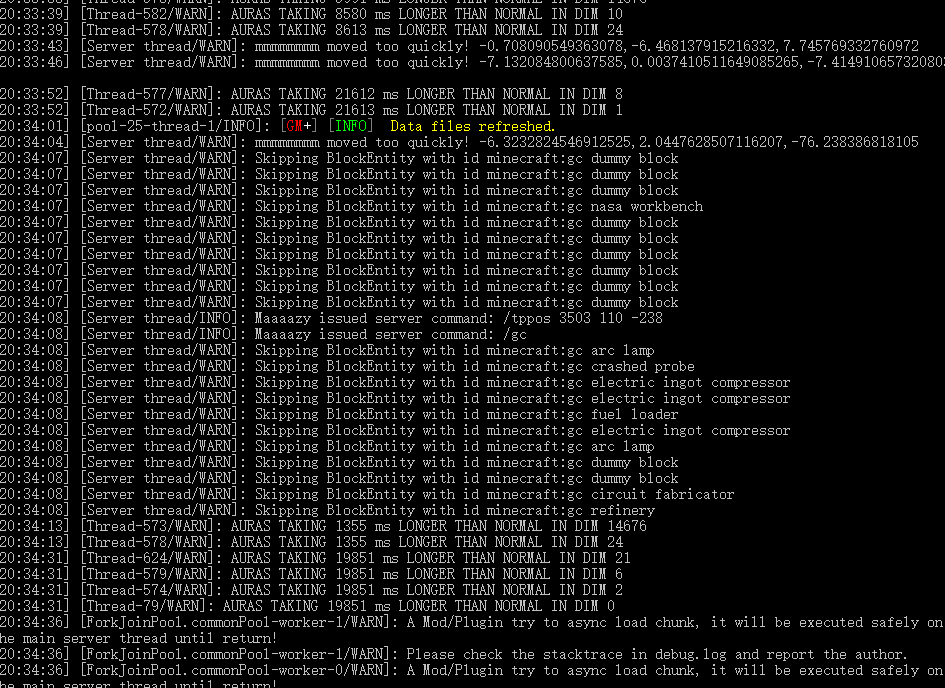 20:33:39] [Thread-582/WARN]: AURAS TAKING 8580 ms LONGER THAN NORMAL IN DIM 10
20:33:39] [Thread-578/WARN]: AURAS TAKING 8613 ms LONGER THAN NORMAL IN DIM 24
20:33:43] [Server thread/WARN]: mmmmmmmmm moved too quickly! -0.708090549363078,-6.468137915216332,7.745769332760972
20:33:46] [Server thread/WARN]: mmmmmmmmm moved too quickly! -7.132084800637585,0.0037410511649085265,-7.41491065732080
20:33:52] [Thread-577/WARN]: AURAS TAKING 21612 ms LONGER THAN NORMAL IN DIM 8
20:33:52] [Thread-572/WARN]: AURAS TAKING 21613 ms LONGER THAN NORMAL IN DIM 1
20:34:01] [pool-25-thread-1/INFO]: [GM+] [INFO] Data files refreshed.
20:34:04] [Server thread/WARN]: mmmmmmmmm moved too quickly! -6.3232824546912525,2.0447628507116207,-76.238386818105
20:34:07] [Server thread/WARN]: Skipping BlockEntity with id minecraft:gc dummy block
20:34:07] [Server thread/WARN]: Skipping BlockEntity with id minecraft:gc dummy block
20:34:07] [Server thread/WARN]: Skipping BlockEntity with id minecraft:gc dummy block
20:34:07] [Server thread/WARN]: Skipping BlockEntity with id minecraft:gc nasa workbench
20:34:07] [Server thread/WARN]: Skipping BlockEntity with id minecraft:gc dummy block
20:34:07] [Server thread/WARN]: Skipping BlockEntity with id minecraft:gc dummy block
20:34:07] [Server thread/WARN]: Skipping BlockEntity with id minecraft:gc dummy block
20:34:07] [Server thread/WARN]: Skipping BlockEntity with id minecraft:gc dummy block
20:34:07] [Server thread/WARN]: Skipping BlockEntity with id minecraft:gc dummy block
20:34:07] [Server thread/WARN]: Skipping BlockEntity with id minecraft:gc dummy block
20:34:08] [Server thread/INFO]: Maaaazy issued server command: /tppos 3503 110 -238
20:34:08] [Server thread/INFO]: Maaaazy issued server command: /gc
20:34:08] [Server thread/WARN]: Skipping BlockEntity with id minecraft:gc arc lamp
20:34:08] [Server thread/WARN]: Skipping BlockEntity with id minecraft:gc crashed probe
20:34:08] [Server thread/WARN]: Skipping BlockEntity with id minecraft:gc electric ingot compressor
20:34:08] [Server thread/WARN]: Skipping BlockEntity with id minecraft:gc electric ingot compressor
20:34:08] [Server thread/WARN]: Skipping BlockEntity with id minecraft:gc fuel loader
20:34:08] [Server thread/WARN]: Skipping BlockEntity with id minecraft:gc electric ingot compressor
20:34:08] [Server thread/WARN]: Skipping BlockEntity with id minecraft:gc arc lamp
20:34:08] [Server thread/WARN]: Skipping BlockEntity with id minecraft:gc dummy block
20:34:08] [Server thread/WARN]: Skipping BlockEntity with id minecraft:gc dummy block
20:34:08] [Server thread/WARN]: Skipping BlockEntity with id minecraft:gc circuit fabricator
20:34:08] [Server thread/WARN]: Skipping BlockEntity with id minecraft:gc refinery
20:34:13] [Thread-573/WARN]: AURAS TAKING 1355 ms LONGER THAN NORMAL IN DIM 14676
20:34:13] [Thread-578/WARN]: AURAS TAKING 1355 ms LONGER THAN NORMAL IN DIM 24
20:34:31] [Thread-624/WARN]: AURAS TAKING 19851 ms LONGER THAN NORMAL IN DIM 21
20:34:31] [Thread-579/WARN]: AURAS TAKING 19851 ms LONGER THAN NORMAL IN DIM 6
20:34:31] [Thread-574/WARN]: AURAS TAKING 19851 ms LONGER THAN NORMAL IN DIM 2
20:34:31] [Thread-79/WARN]: AURAS TAKING 19851 ms LONGER THAN NORMAL IN DIM 0
20:34:36] [ForkJoinPool.commonPool-worker-1/WARN]: A Mod/Plugin try to async load chunk, it will be executed safely on
he main server thread until return!
20:34:36] [ForkJoinPool.commonPool-worker-1/WARN]: Please check the stacktrace in debug.log and report the author.
20:34:36] [ForkJoinPool.commonPool-worker-0/WARN]: A Mod/Plugin try to async load chunk, it will be executed safely on
he main server thread until return!